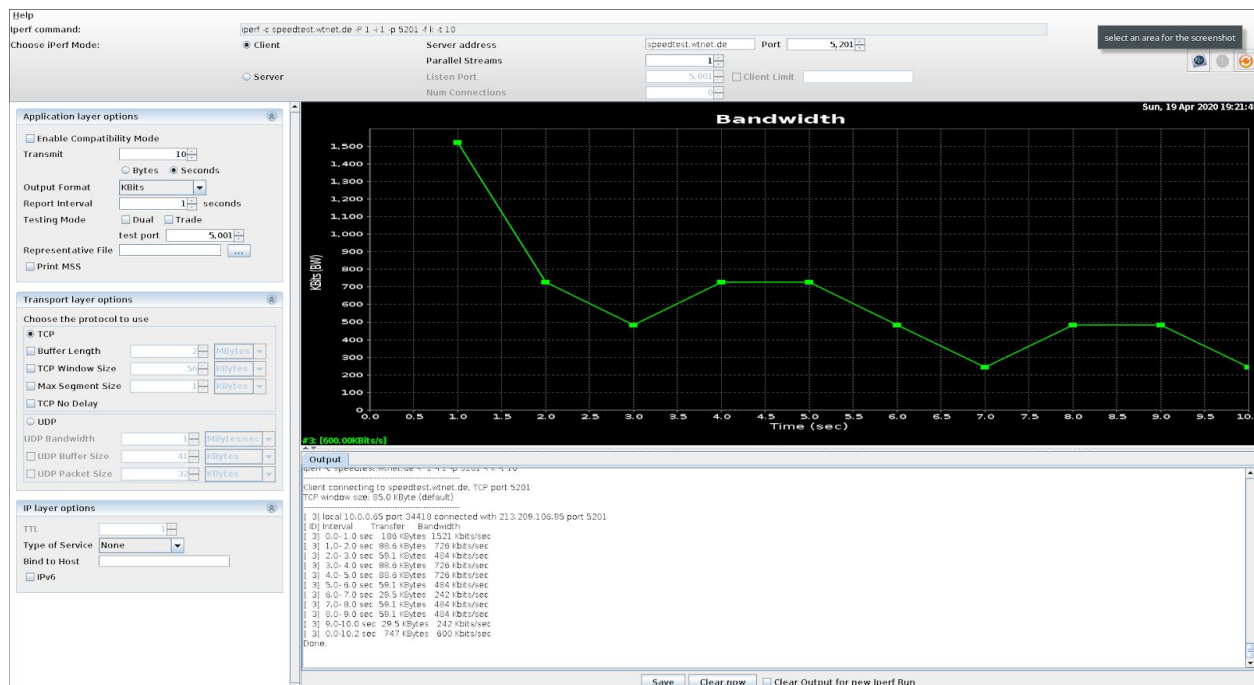 Help
Iperf command: iperf -c speedtest.wtnet.de -P 1 -i 1 -p 5201 -f k -t 10
select an area for the screenshot
Choose iPerf Mode: Client Server address speedtest.wtnet.de Port 5,201
Parallel Streams 1
Server Listen Port 5,001 Client Limit
Num Connections 0
Application layer options
Enable Compatibility Mode
Transmit 10
Bytes Seconds
Output Format KBits
Report Interval 1 seconds
Testing Mode Dual Trade
test port 5,001
Representative File ...
Print MSS
Transport layer options
Choose the protocol to use
TCP
Buffer Length 2 MBytes
TCP Window Size 56 KBytes
Max Segment Size 1 KBytes
TCP No Delay
UDP
UDP Bandwidth 1 MBytes/sec
UDP Buffer Size 41 KBytes
UDP Packet Size 32 KBytes
IP layer options
TTL 1
Type of Service None
Bind to Host
IPv6
Sun, 19 Apr 2020 19:21:4
Bandwidth
1,500
1,400
1,300
1,200
1,100
1,000
900
800
700
600
500
400
300
200
100
0
KBits (BW)
0.0 0.5 1.0 1.5 2.0 2.5 3.0 3.5 4.0 4.5 5.0 5.5 6.0 6.5 7.0 7.5 8.0 8.5 9.0 9.5 10.
Time (sec)
#3: [600.00KBits/s]
Output
iperf -c speedtest.wtnet.de -P 1 -i 1 -p 5201 -f k -t 10
------------------------------------------------------------
Client connecting to speedtest.wtnet.de, TCP port 5201
TCP window size: 85.0 KByte (default)
------------------------------------------------------------
[ 3] local 10.0.0.65 port 34418 connected with 213.209.106.95 port 5201
[ ID] Interval Transfer Bandwidth
[ 3] 0.0- 1.0 sec 186 KBytes 1521 Kbits/sec
[ 3] 1.0- 2.0 sec 88.6 KBytes 726 Kbits/sec
[ 3] 2.0- 3.0 sec 59.1 KBytes 484 Kbits/sec
[ 3] 3.0- 4.0 sec 88.6 KBytes 726 Kbits/sec
[ 3] 4.0- 5.0 sec 88.6 KBytes 726 Kbits/sec
[ 3] 5.0- 6.0 sec 59.1 KBytes 484 Kbits/sec
[ 3] 6.0- 7.0 sec 29.5 KBytes 242 Kbits/sec
[ 3] 7.0- 8.0 sec 59.1 KBytes 484 Kbits/sec
[ 3] 8.0- 9.0 sec 59.1 KBytes 484 Kbits/sec
[ 3] 9.0-10.0 sec 29.5 KBytes 242 Kbits/sec
[ 3] 0.0-10.2 sec 747 KBytes 600 Kbits/sec
Done.
Save Clear now Clear Output for new Iperf Run